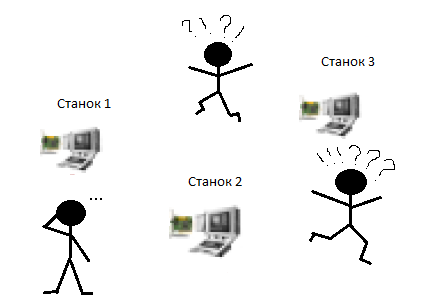 ? ! ? !
Станок 3
Станок 1
! ! ! ? ? ?
Станок 2
...